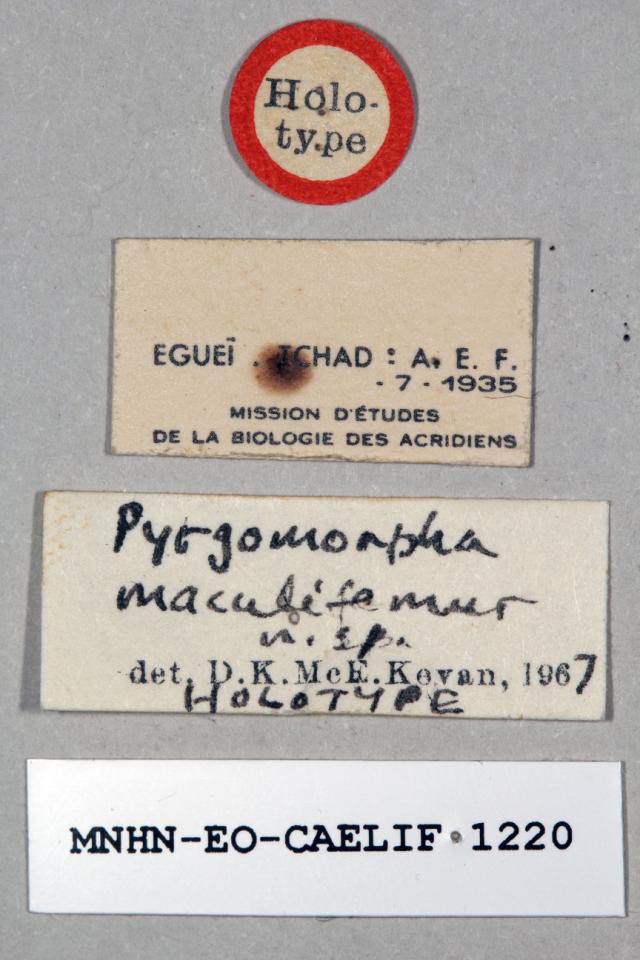 Holo-
type
EGUEÏ . TCHAD : A. E. F.
- 7 - 1935
MISSION D'ÉTUDES
DE LA BIOLOGIE DES ACRIDIENS
Pyrgomorpha
maculifemur
n. sp.
det. D.K.McE.Kevan, 1967
HOLOTYPE
MNHN-EO-CAELIF 1220